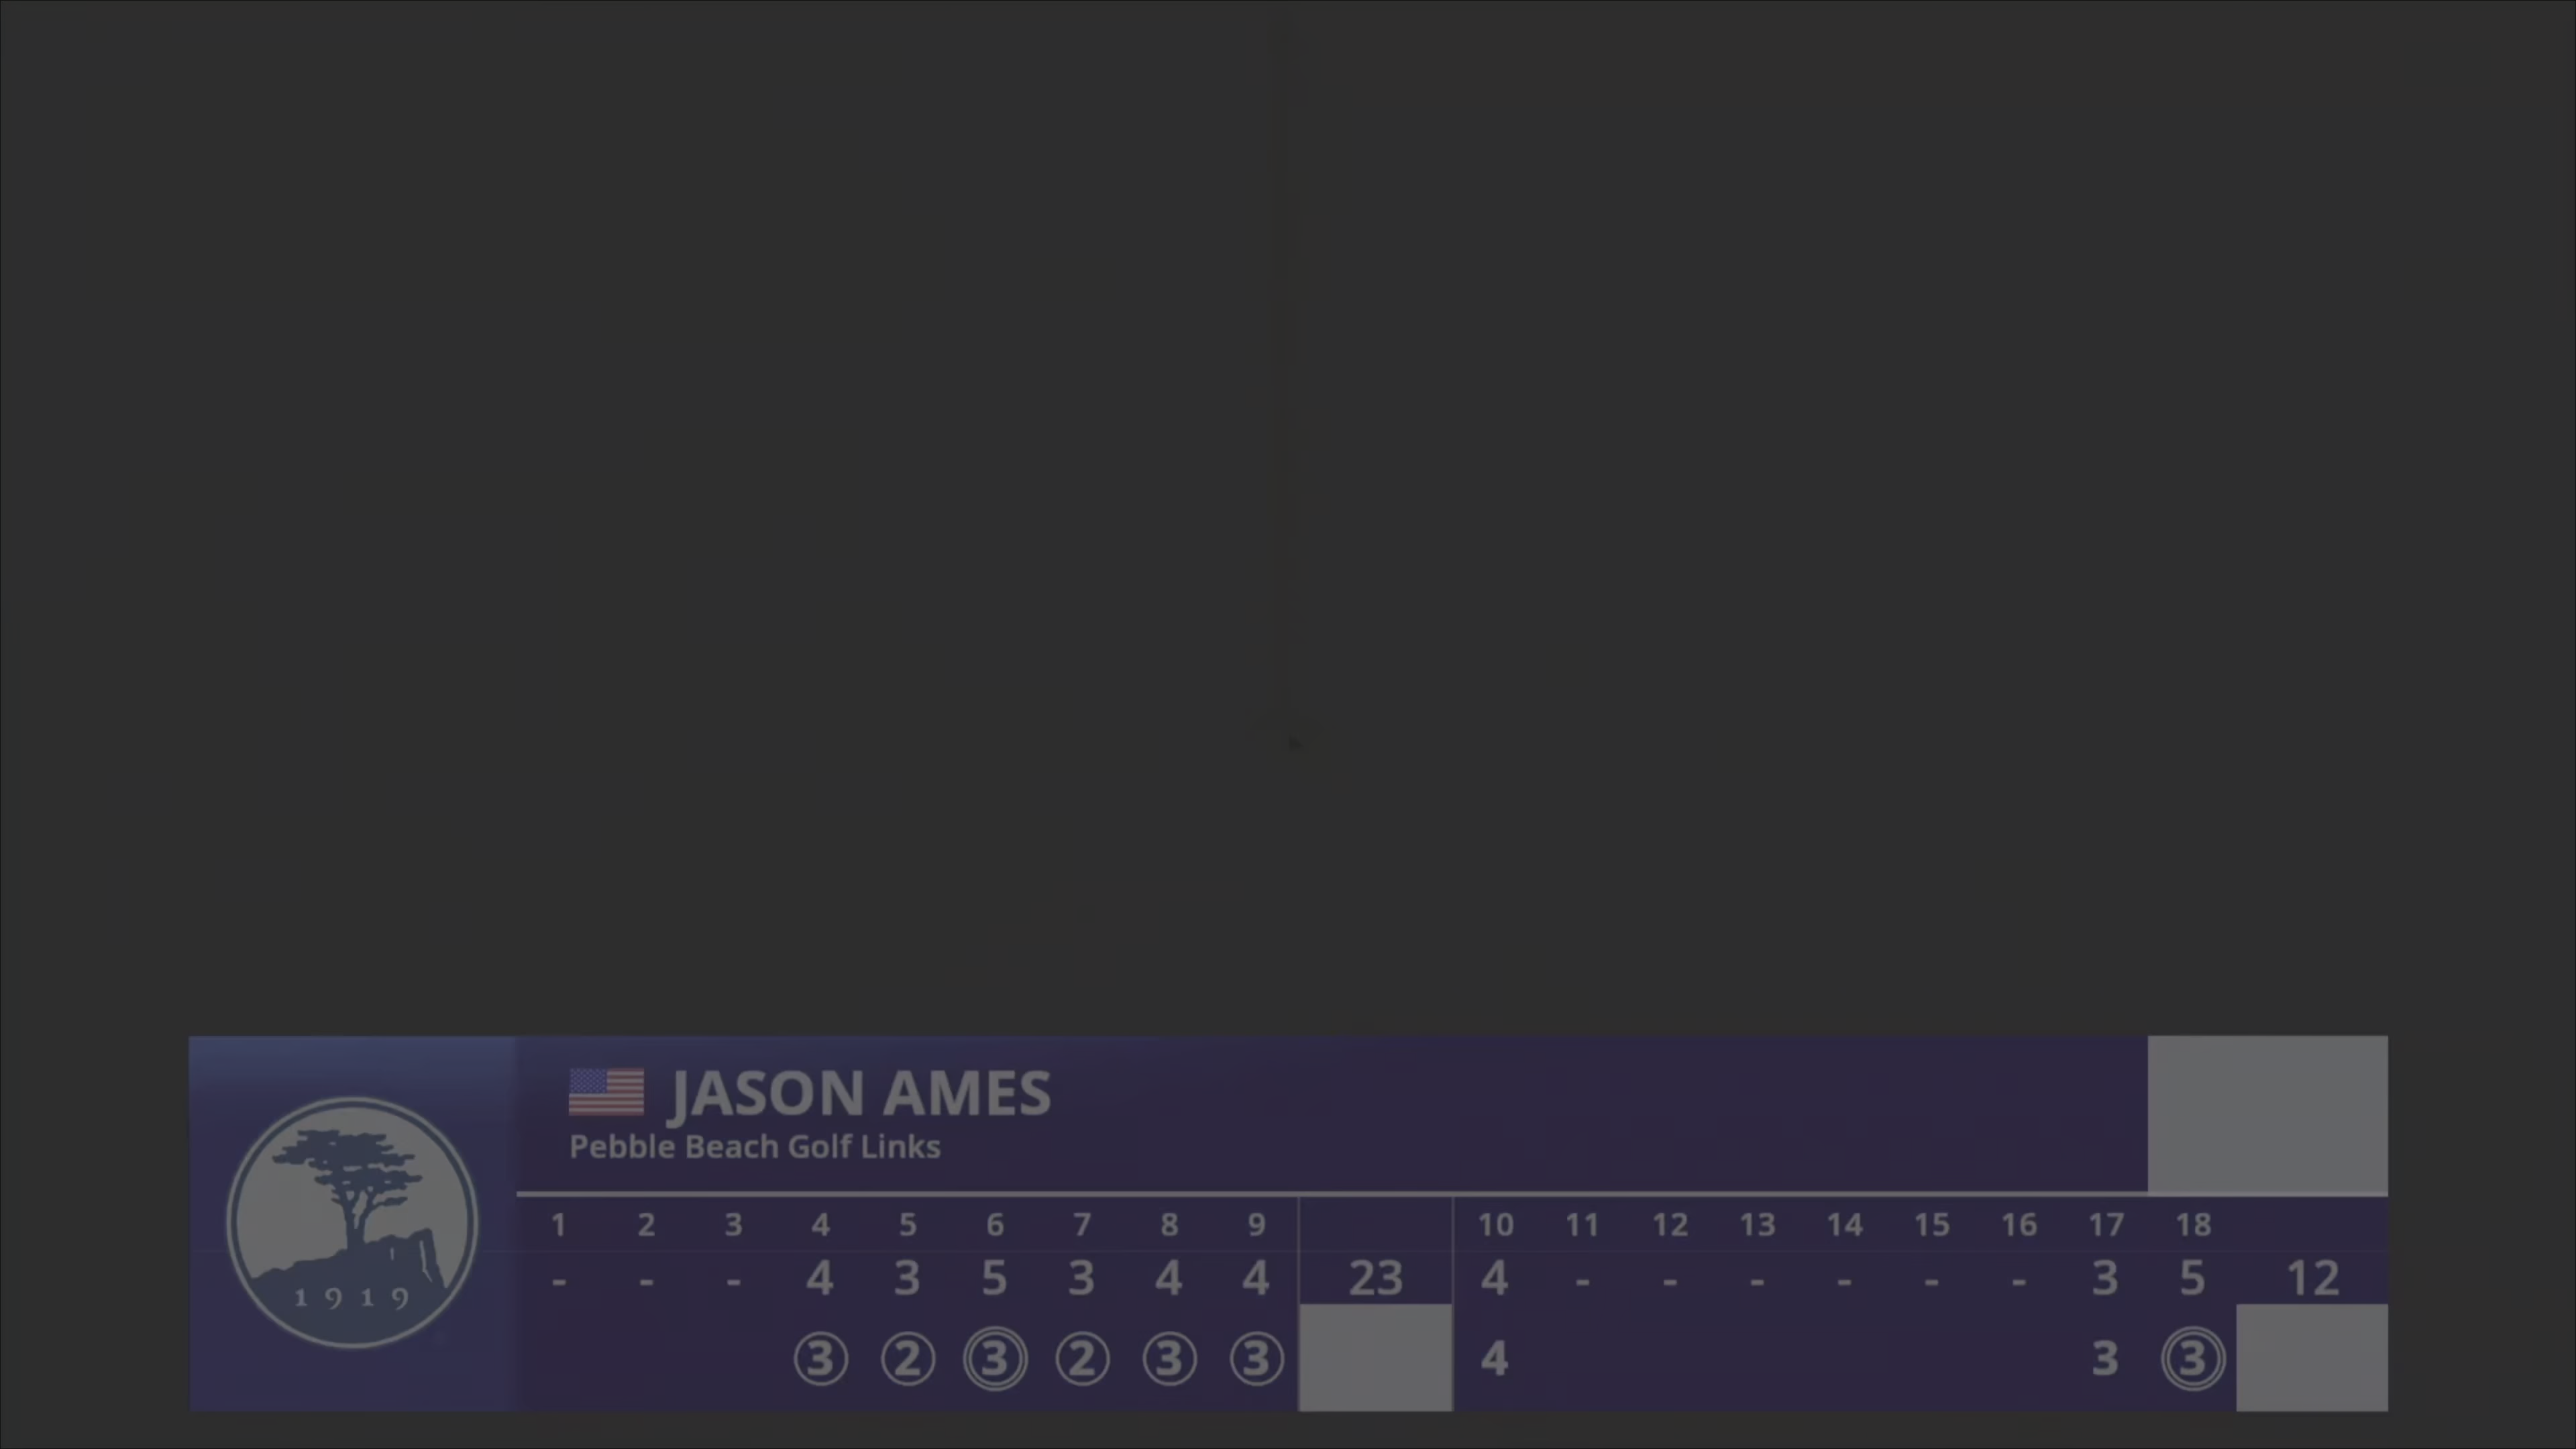 JASON AMES
Pebble Beach Golf Links
1 2 3 4 5 6 7 8 9 10 11 12 13 14 15 16 17 18
- - - 4 3 5 3 4 4 23 4 - - - - - - 3 5 12
3 2 3 2 3 3 4 3 3
1919